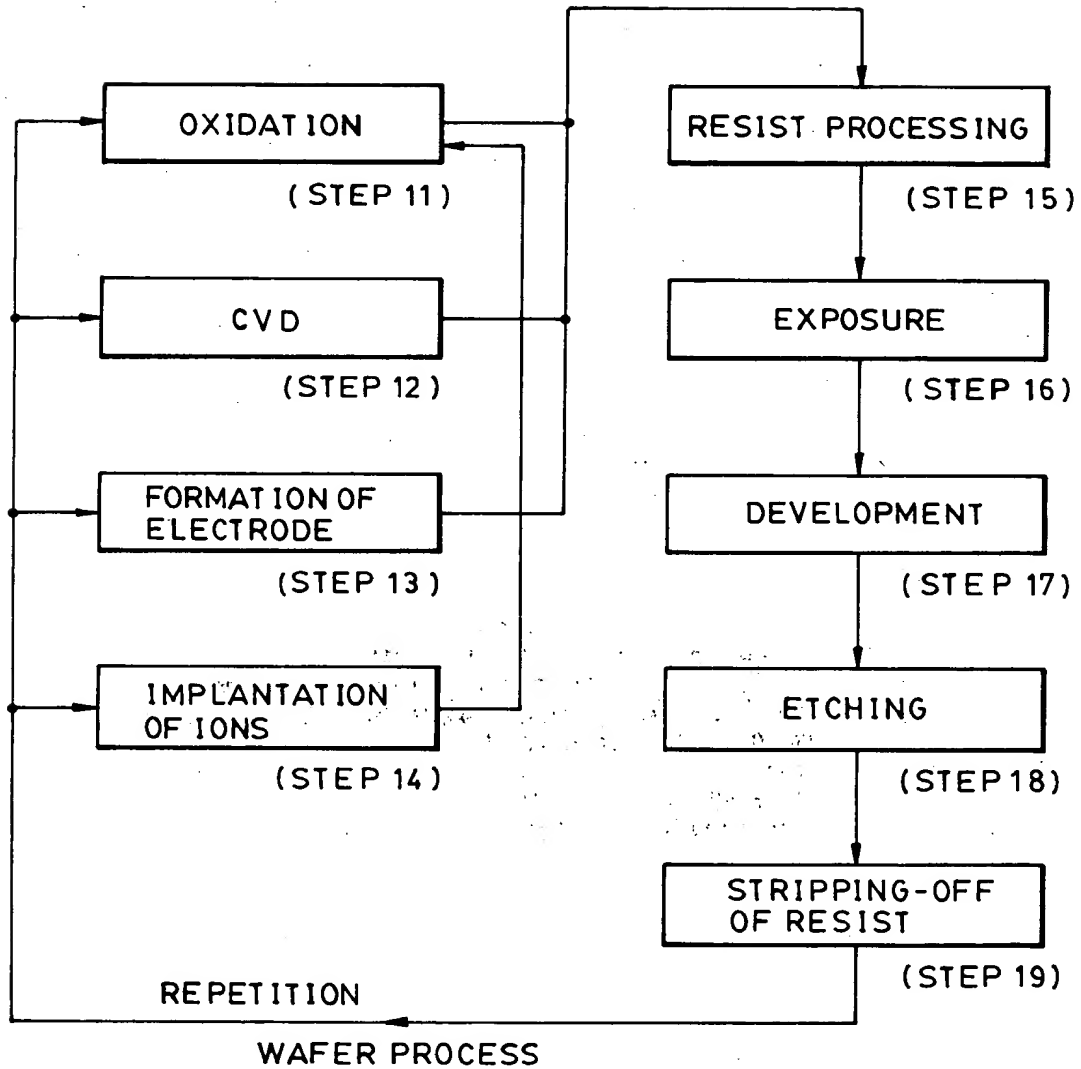 OXIDATION
(STEP 11)
CVD
(STEP 12)
FORMATION OF
ELECTRODE
(STEP 13)
IMPLANTATION
OF IONS
(STEP 14)
RESIST PROCESSING
(STEP 15)
EXPOSURE
(STEP 16)
DEVELOPMENT
(STEP 17)
ETCHING
(STEP 18)
STRIPPING-OFF
OF RESIST
(STEP 19)
REPETITION
WAFER PROCESS